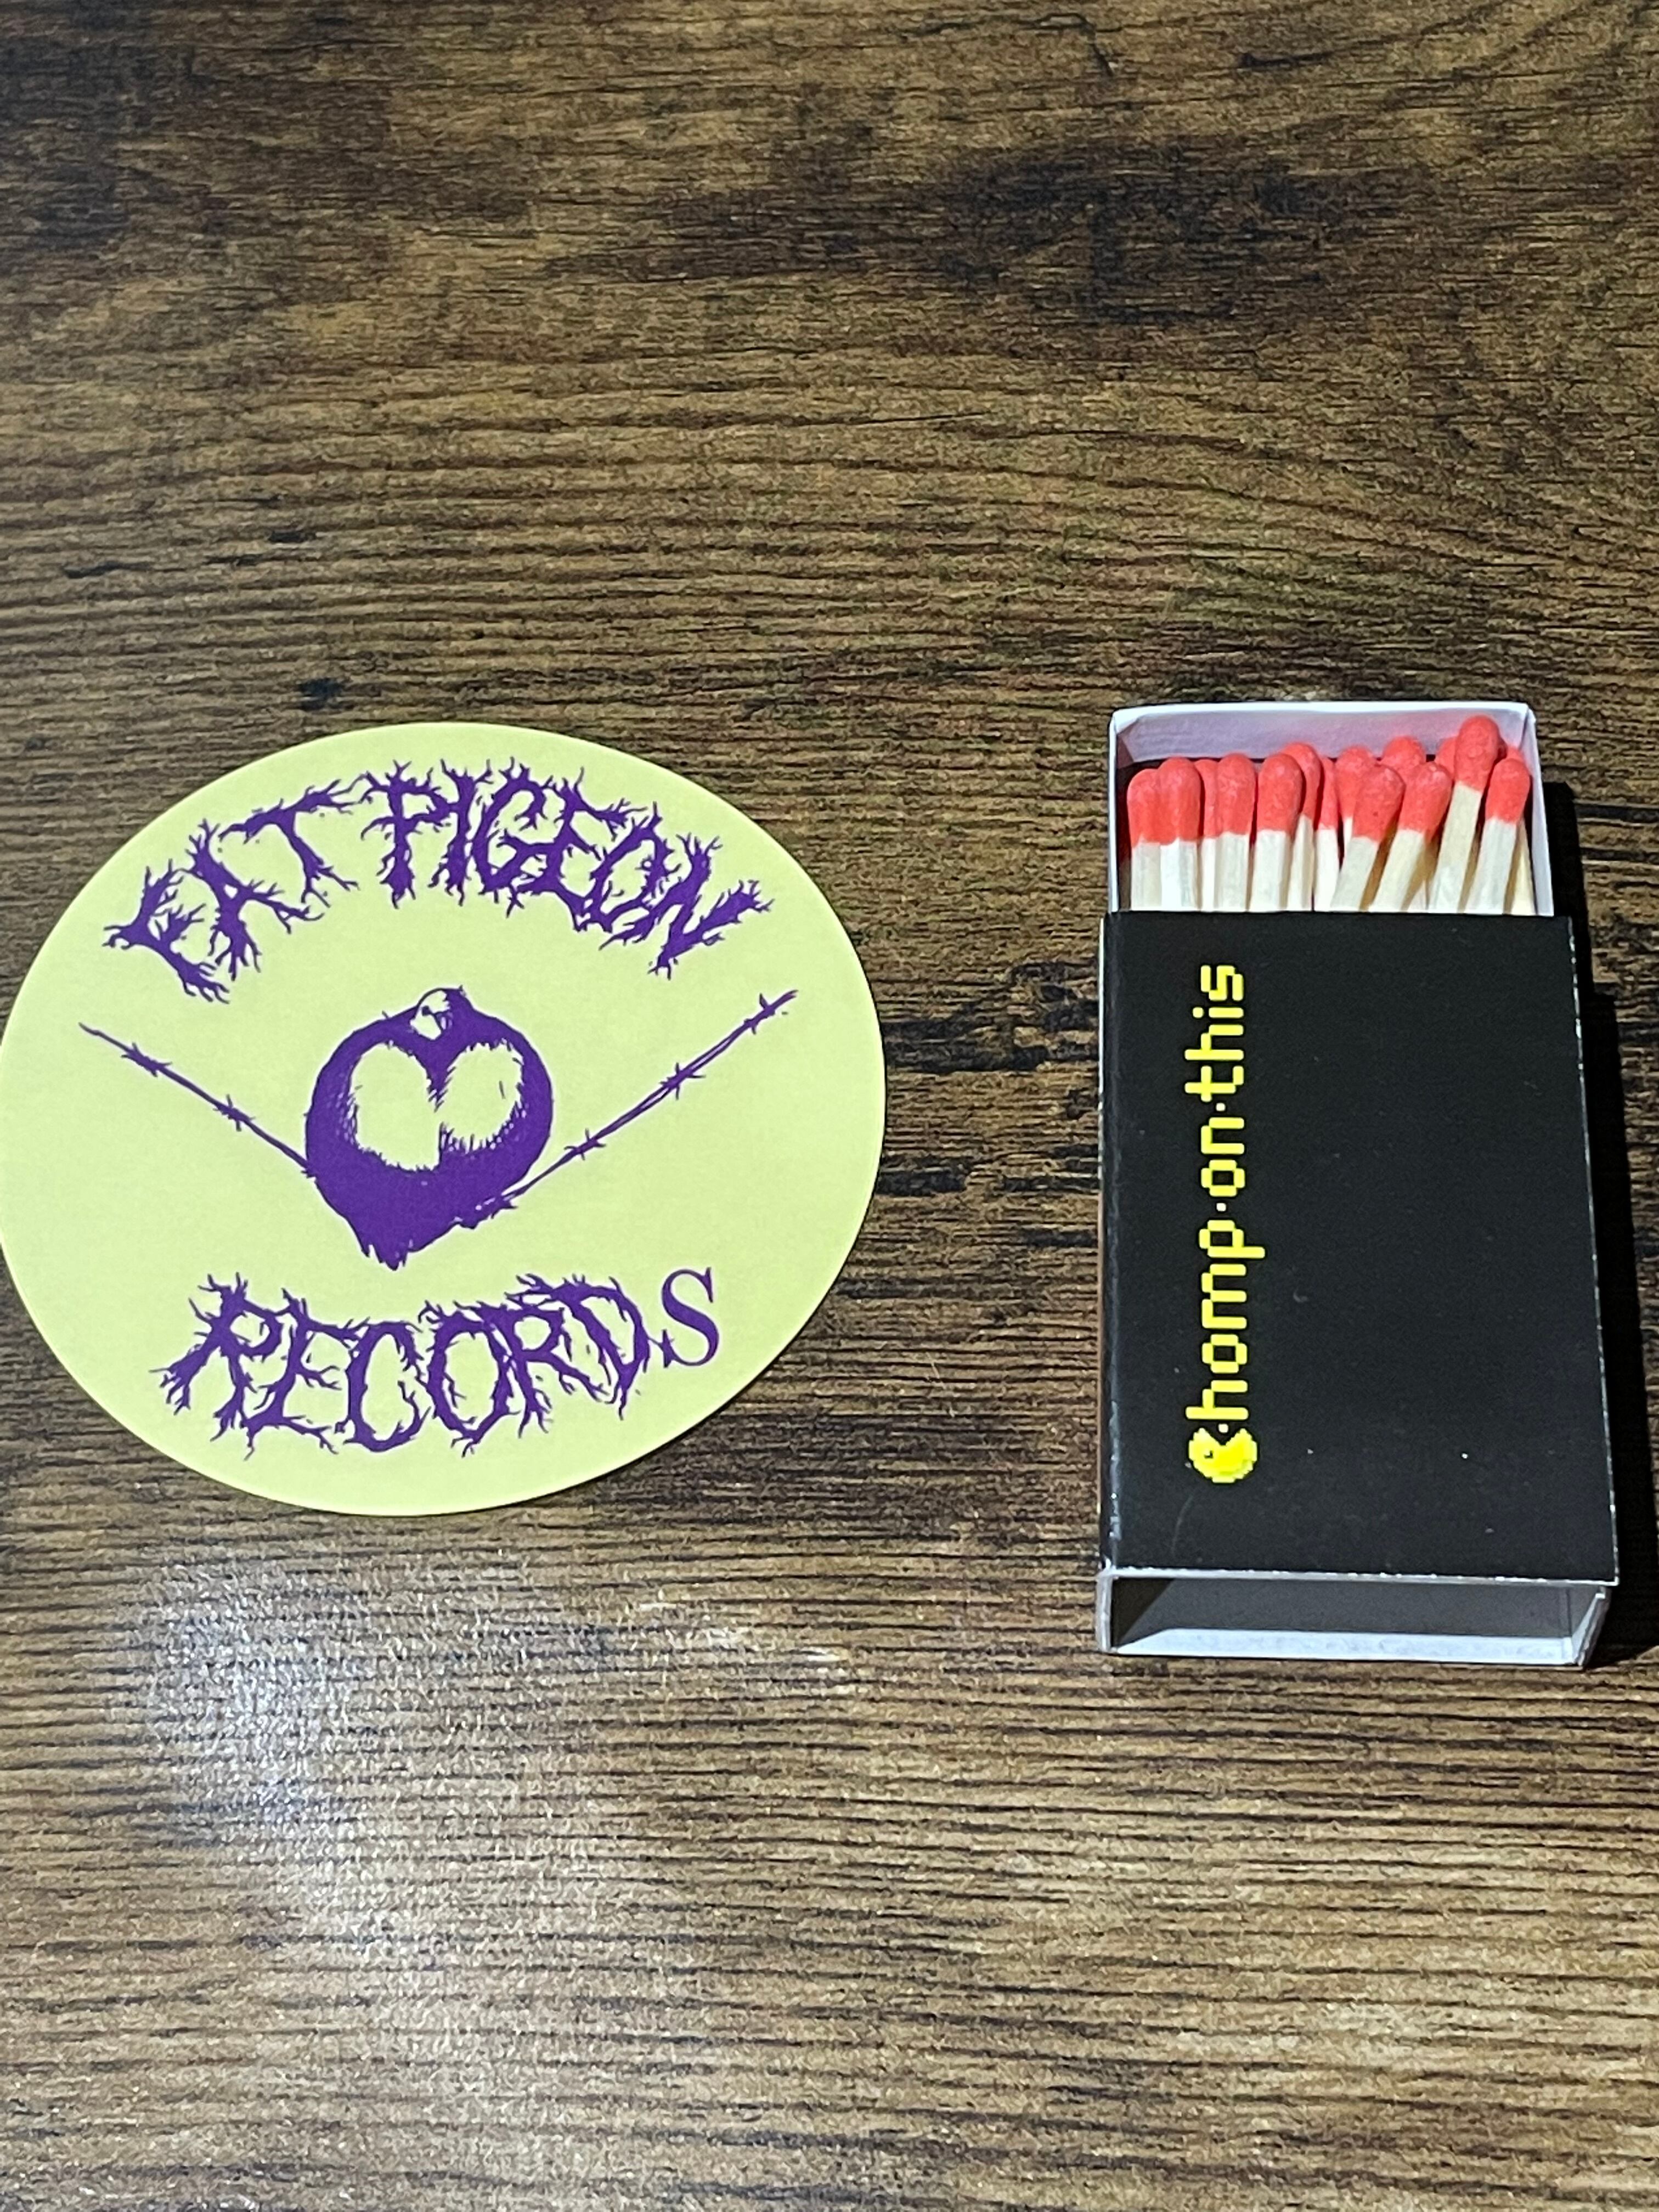 EAT PIGEON
RECORDS
chomp·on·this